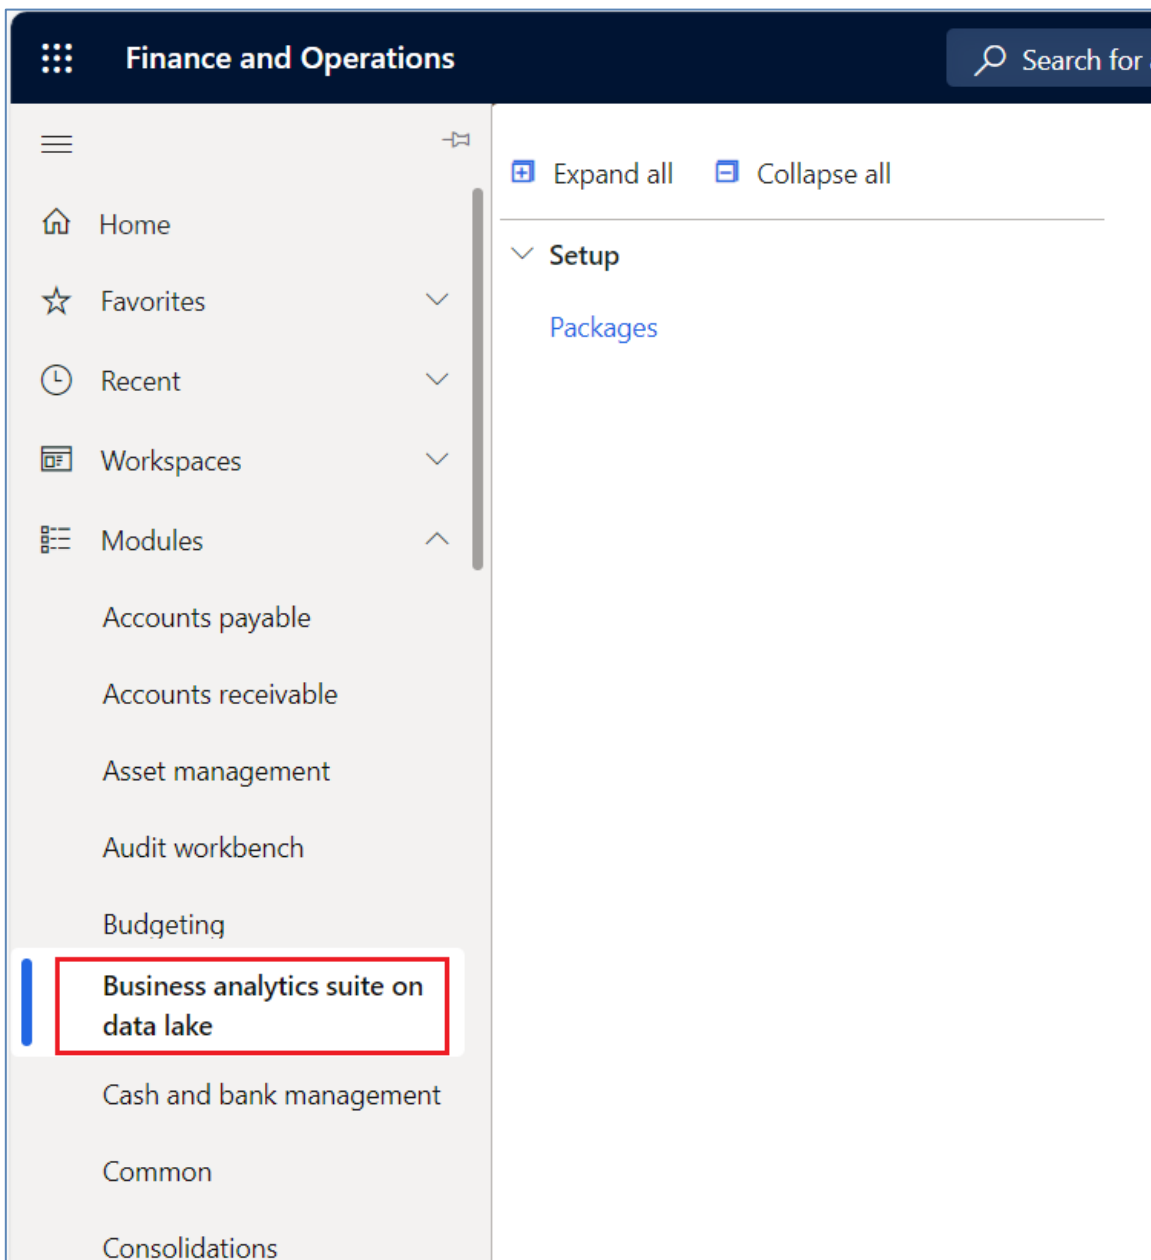 Finance and Operations
Search for
Expand all
Collapse all
Home
Setup
Favorites
Packages
Recent
Workspaces
Modules
Accounts payable
Accounts receivable
Asset management
Audit workbench
Budgeting
Business analytics suite on
data lake
Cash and bank management
Common
Consolidations